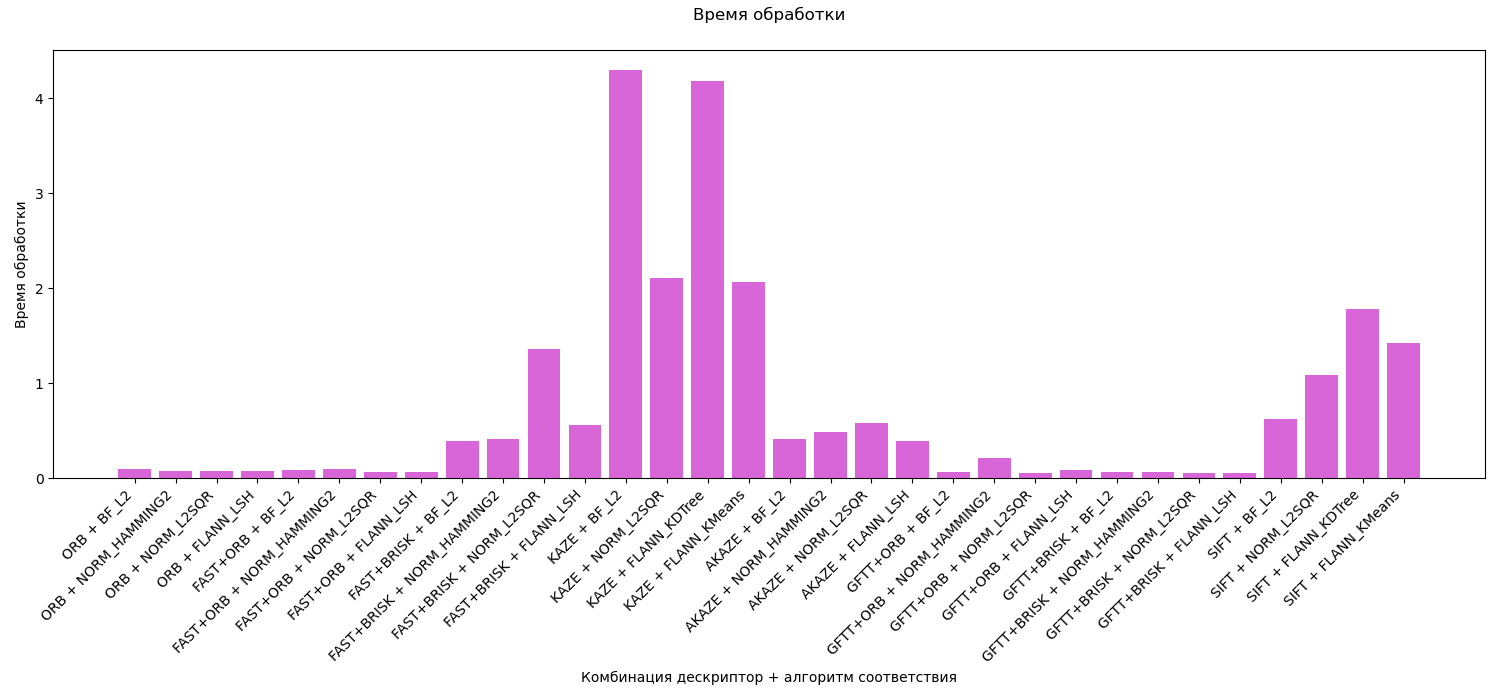 Время обработки
Время обработки
4
3
2
1
0
ORB + BF_L2
ORB + NORM_HAMMING2
ORB + NORM_L2SQR
ORB + FLANN_LSH
FAST+ORB + BF_L2
FAST+ORB + NORM_HAMMING2
FAST+ORB + NORM_L2SQR
FAST+ORB + FLANN_LSH
FAST+BRISK + BF_L2
FAST+BRISK + NORM_HAMMING2
FAST+BRISK + NORM_L2SQR
FAST+BRISK + FLANN_LSH
KAZE + BF_L2
KAZE + NORM_L2SQR
KAZE + FLANN_KDTree
KAZE + FLANN_KMeans
AKAZE + BF_L2
AKAZE + NORM_HAMMING2
AKAZE + NORM_L2SQR
AKAZE + FLANN_LSH
GFTT+ORB + BF_L2
GFTT+ORB + NORM_HAMMING2
GFTT+ORB + NORM_L2SQR
GFTT+ORB + FLANN_LSH
GFTT+BRISK + BF_L2
GFTT+BRISK + NORM_HAMMING2
GFTT+BRISK + NORM_L2SQR
GFTT+BRISK + FLANN_LSH
SIFT + BF_L2
SIFT + NORM_L2SQR
SIFT + FLANN_KDTree
SIFT + FLANN_KMeans
Комбинация дескриптор + алгоритм соответствия